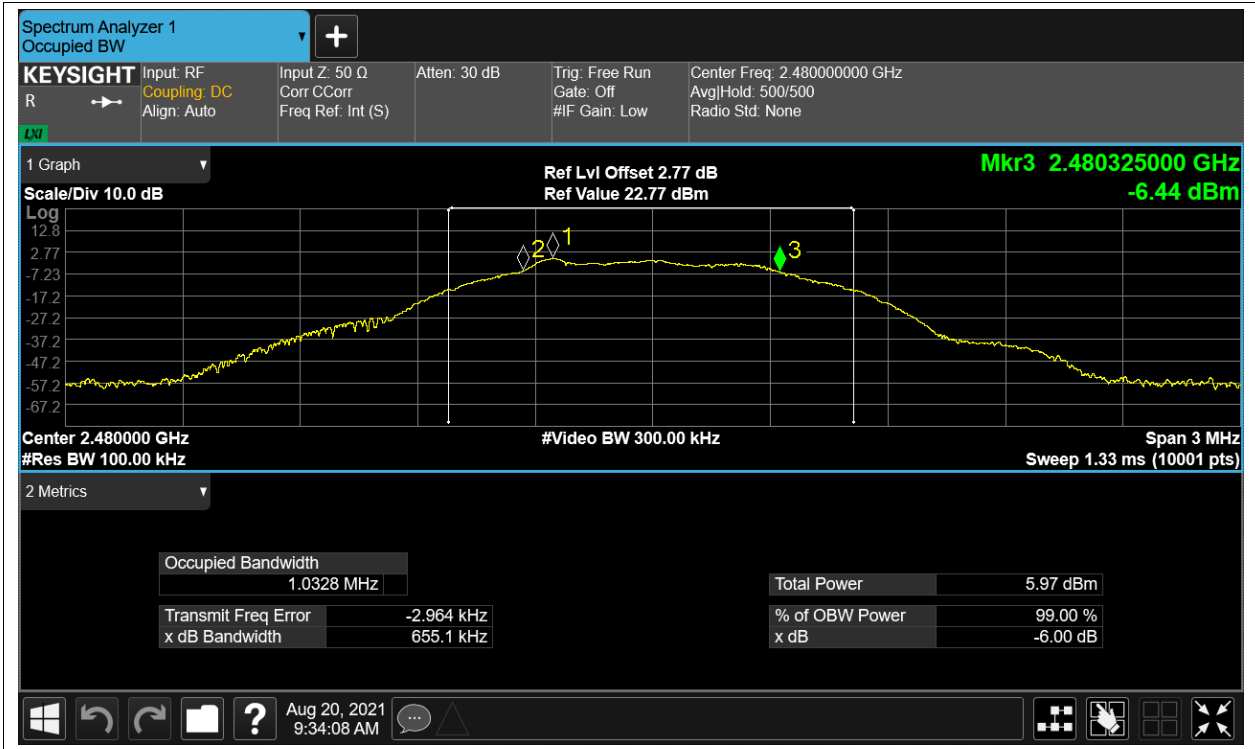 Spectrum Analyzer 1
Occupied BW
KEYSIGHT
R
LXI
Input: RF
Coupling: DC
Align: Auto
Input Z: 50 Ω
Corr CCorr
Freq Ref: Int (S)
Atten: 30 dB
Trig: Free Run
Gate: Off
#IF Gain: Low
Center Freq: 2.480000000 GHz
Avg|Hold: 500/500
Radio Std: None
1 Graph
Scale/Div 10.0 dB
Ref Lvl Offset 2.77 dB
Ref Value 22.77 dBm
Mkr3 2.480325000 GHz
-6.44 dBm
Log
12.8
2.77
-7.23
-17.2
-27.2
-37.2
-47.2
-57.2
-67.2
2
1
3
Center 2.480000 GHz
#Video BW 300.00 kHz
Span 3 MHz
#Res BW 100.00 kHz
Sweep 1.33 ms (10001 pts)
2 Metrics
Occupied Bandwidth
1.0328 MHz
Transmit Freq Error -2.964 kHz
x dB Bandwidth 655.1 kHz
Total Power 5.97 dBm
% of OBW Power 99.00 %
x dB -6.00 dB
?
Aug 20, 2021
9:34:08 AM